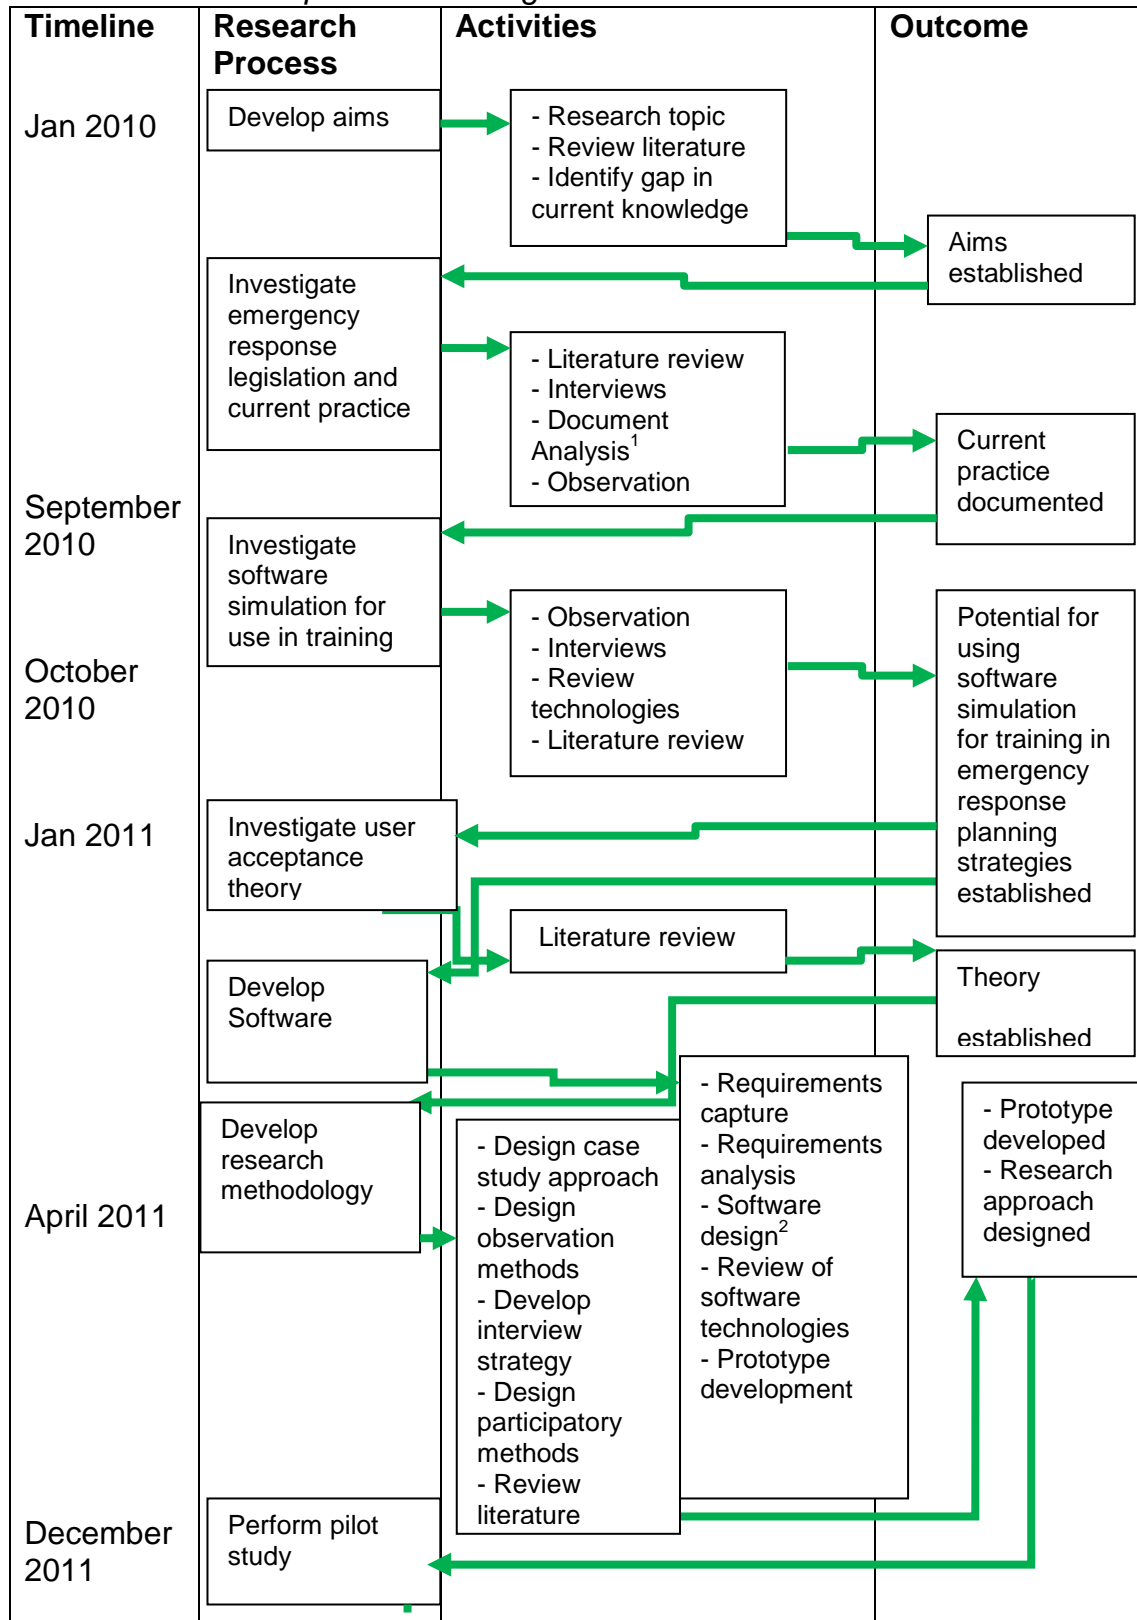 Timeline
Research
Process
Activities
Outcome
Jan 2010
Develop aims
- Research topic
- Review literature
- Identify gap in
current knowledge
Aims
established
Investigate
emergency
response
legislation and
current practice
- Literature review
- Interviews
- Document
Analysis1
- Observation
Current
practice
documented
September
2010
Investigate
software
simulation for
use in training
- Observation
- Interviews
- Review
technologies
- Literature review
Potential for
using
software
simulation
for training in
emergency
response
planning
strategies
established
October
2010
Jan 2011
Investigate user
acceptance
theory
Literature review
Theory
established
Develop
Software
- Requirements
capture
- Requirements
analysis
- Software
design2
- Review of
software
technologies
- Prototype
development
Develop
research
methodology
- Design case
study approach
- Design
observation
methods
- Develop
interview
strategy
- Design
participatory
methods
- Review
literature
- Prototype
developed
- Research
approach
designed
April 2011
December
2011
Perform pilot
study